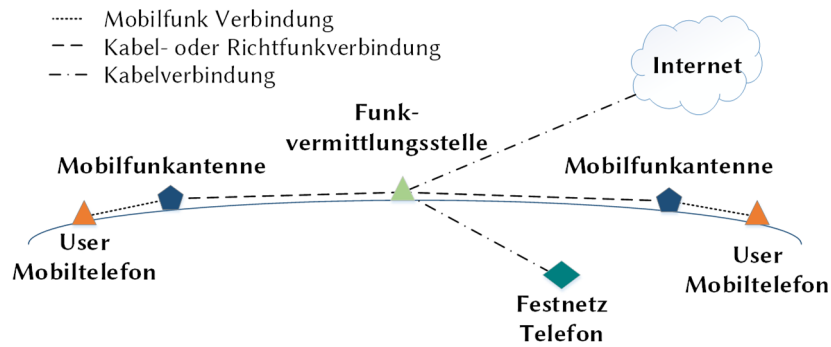 Mobilfunk Verbindung
Kabel- oder Richtfunkverbindung
Kabelverbindung
Internet
Funk-
vermittlungsstelle
Mobilfunkantenne
Mobilfunkantenne
User
Mobiltelefon
User
Mobiltelefon
Festnetz
Telefon